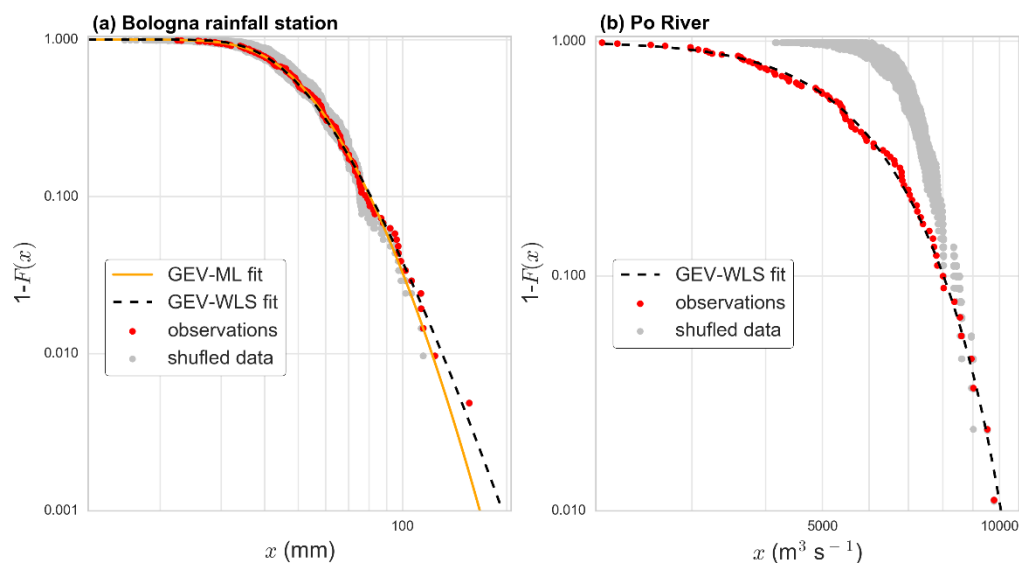 (a) Bologna rainfall station
1.000
0.100
0.010
0.001
1-F(x)
GEV-ML fit
GEV-WLS fit
observations
shufled data
100
x (mm)
(b) Po River
1.000
0.100
0.010
1-F(x)
GEV-WLS fit
observations
shufled data
5000 10000
x (m³ s⁻¹)